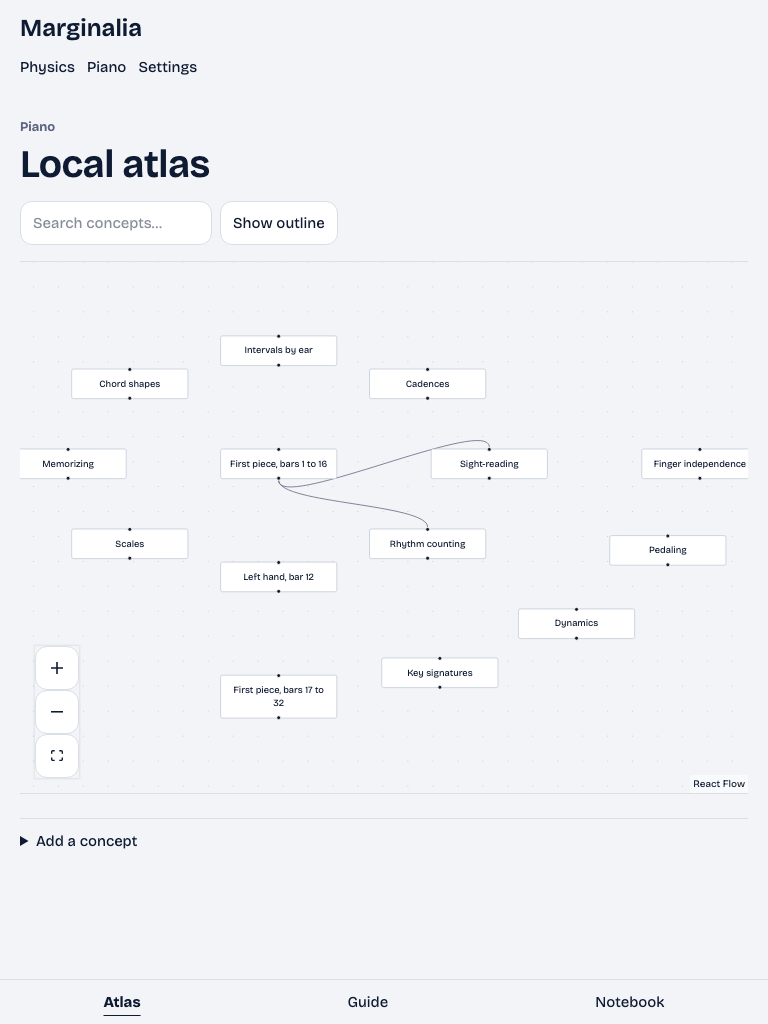 Marginalia
Physics Piano Settings
Piano
Local atlas
Search concepts...
Show outline
Intervals by ear
Chord shapes
Cadences
Memorizing
First piece, bars 1 to 16
Sight-reading
Finger independence
Scales
Rhythm counting
Pedaling
Left hand, bar 12
Dynamics
Key signatures
First piece, bars 17 to
32
React Flow
Add a concept
Atlas
Guide
Notebook